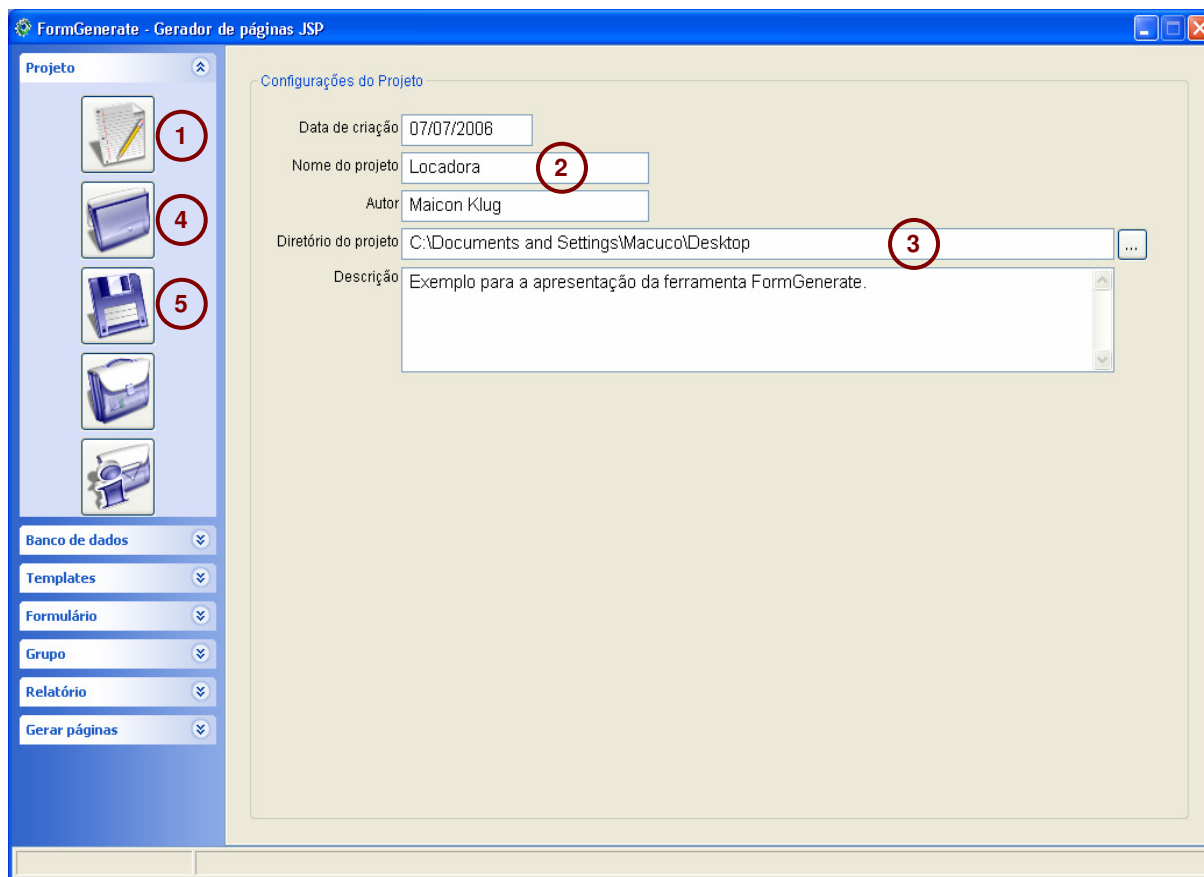 FormGenerate - Gerador de páginas JSP
Projeto
1
4
5
Banco de dados
Templates
Formulário
Grupo
Relatório
Gerar páginas
Configurações do Projeto
Data de criação 07/07/2006
Nome do projeto Locadora 2
Autor Maicon Klug
Diretório do projeto C:\Documents and Settings\Macuco\Desktop 3 ...
Descrição Exemplo para a apresentação da ferramenta FormGenerate.